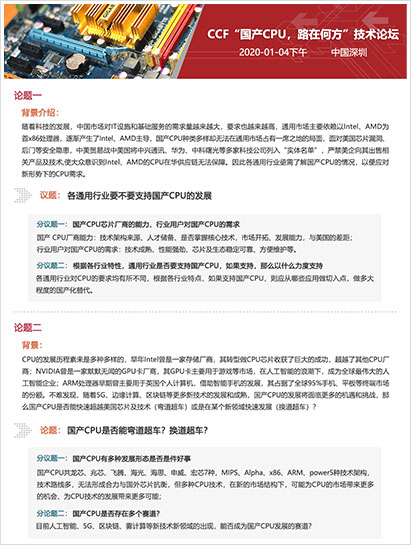 CCF“国产CPU，路在何方”技术论坛
2020-01-04下午 中国深圳
论题一
背景介绍：
随着科技的发展，中国市场对IT设施和基础服务的需求量越来越大，要求也越来越高，通用市场主要依赖以Intel、AMD为
首x86处理器，逐渐产生了Intel、AMD主导，国产CPU种类多样却无法在通用市场占有一席之地的局面，面对美国芯片漏洞、
后门等安全隐患，中美贸易战中美国将中兴通讯、华为、中科曙光等多家科技公司列入“实体名单”，严禁美企向其出售相
关产品及技术,使大众意识到Intel、AMD的CPU在华供应链无法保障。因此各通用行业亟需了解国产CPU的情况，以便应对
新形势下的CPU需求。
议题： 各通用行业要不要支持国产CPU的发展
分议题一： 国产CPU芯片厂商的能力、行业用户对国产CPU的需求
国产 CPU厂商能力：技术架构来源、人才储备、是否掌握核心技术，市场开拓、发展能力，与美国的差距；
行业用户对国产CPU的需求：技术成熟、性能强劲、芯片及生态稳定可靠、方便维护等。
分议题二： 根据各行业特性，通用行业是否要支持国产CPU，如果支持，那么以什么力度支持
各通用行业对CPU的要求均有所不同，根据各行业特点，如果支持国产CPU，则应从哪些应用做切入点，做多大
程度的国产化替代。
论题二
背景：
CPU的发展历程素来是多种多样的，早年Intel曾是一家存储厂商，其转型做CPU芯片收获了巨大的成功，超越了其他CPU厂
商；NVIDIA曾是一家默默无闻的GPU卡厂商，其GPU卡主要用于游戏等市场，在人工智能的浪潮下，成为全球最伟大的人
工智能企业；ARM处理器早期曾主要用于英国个人计算机，借助智能手机的发展，其占据了全球95%手机、平板等终端市场
的份额。不难发现，随着5G、边缘计算、区块链等更多新技术的发展和成熟，国产CPU的发展将面临更多的机遇和挑战，那
么国产CPU是否能快速超越美国芯片及技术（弯道超车）或是在某个新领域快速发展（换道超车）？
论题： 国产CPU是否能弯道超车？换道超车？
分议题一： 国产CPU有多种发展形态是否是件好事
国产CPU共龙芯、兆芯、飞腾、海光、海思、申威、宏芯7种，MIPS、Alpha、x86、ARM、power5种技术架构，
技术路线多，无法形成合力与国外芯片抗衡，但多种CPU技术，在新的市场结构下，可能为CPU的市场带来更多
的机会、为CPU技术的发展带来更多可能；
分论题二： 国产CPU是否存在多个赛道？
目前人工智能、5G、区块链、雾计算等新技术新领域的出现，能否成为国产CPU发展的赛道？